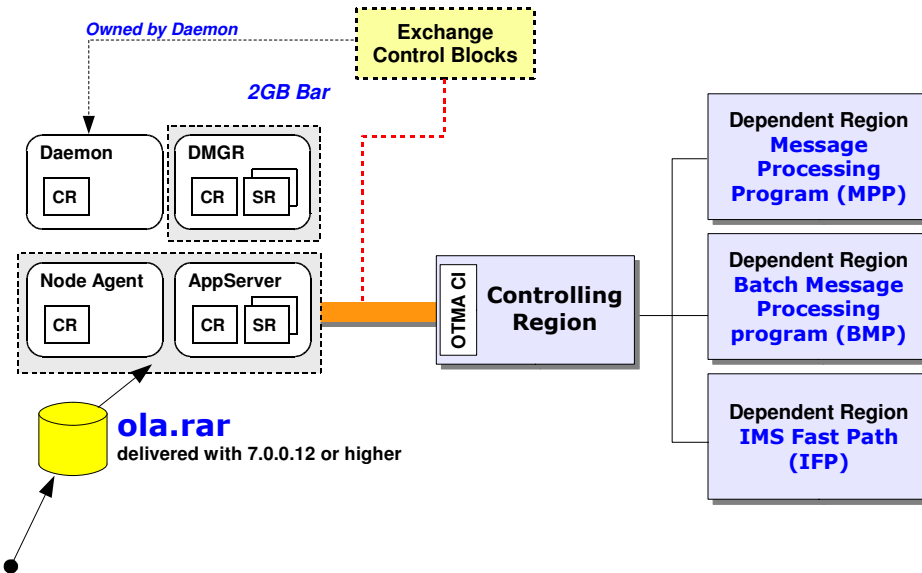 Owned by Daemon
Exchange
Control Blocks
2GB Bar
Daemon
CR
DMGR
CR
SR
Node Agent
CR
AppServer
CR
SR
OTMA CI
Controlling
Region
Dependent Region
Message
Processing
Program (MPP)
Dependent Region
Batch Message
Processing
program (BMP)
Dependent Region
IMS Fast Path
(IFP)
ola.rar
delivered with 7.0.0.12 or higher